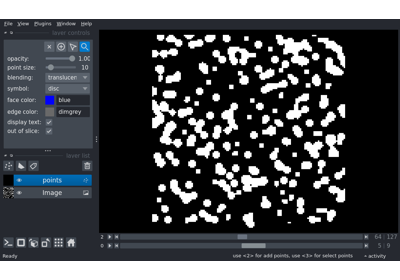 File View Plugins Window Help
layer controls
opacity: 1.00
point size: 10
blending: translucen
symbol: disc
face color: blue
edge color: dimgrey
display text:
out of slice:
layer list
points
Image
2 64 127
0 5 9
Ready use <2> for add points, use <3> for select points activity